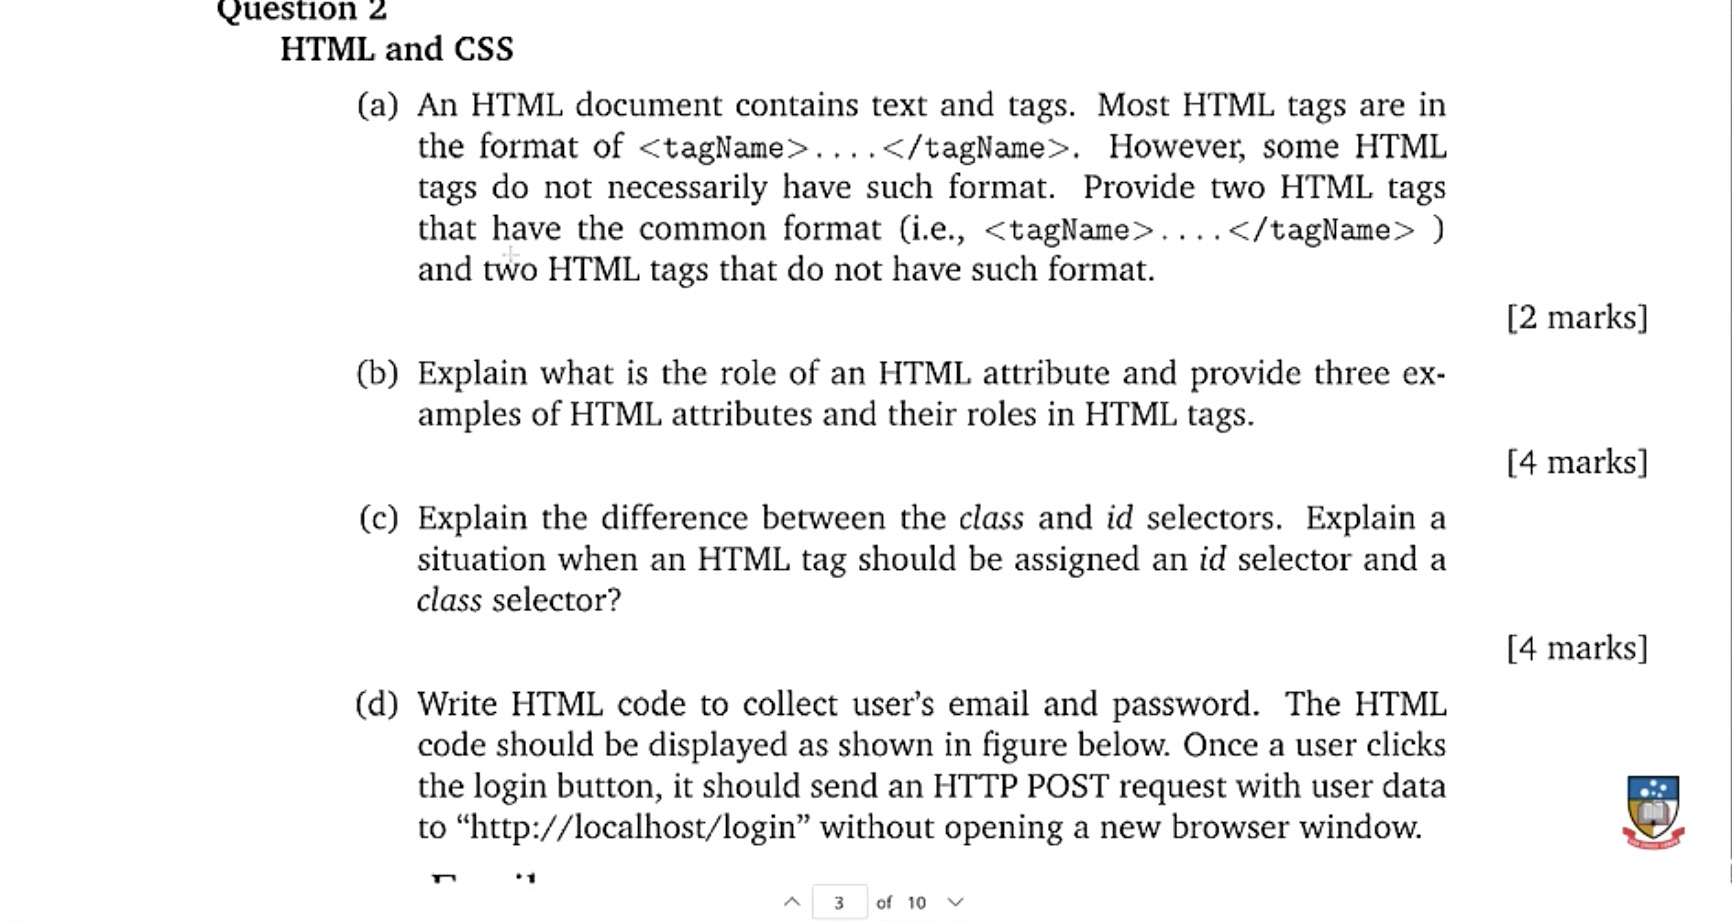 Question 2
HTML and CSS
(a) An HTML document contains text and tags. Most HTML tags are in
the format of <tagName>....</tagName>. However, some HTML
tags do not necessarily have such format. Provide two HTML tags
that have the common format (i.e., <tagName>....</tagName> )
and two HTML tags that do not have such format.
[2 marks]
(b) Explain what is the role of an HTML attribute and provide three ex-
amples of HTML attributes and their roles in HTML tags.
[4 marks]
(c) Explain the difference between the class and id selectors. Explain a
situation when an HTML tag should be assigned an id selector and a
class selector?
[4 marks]
(d) Write HTML code to collect user's email and password. The HTML
code should be displayed as shown in figure below. Once a user clicks
the login button, it should send an HTTP POST request with user data
to “http://localhost/login” without opening a new browser window.
3 of 10